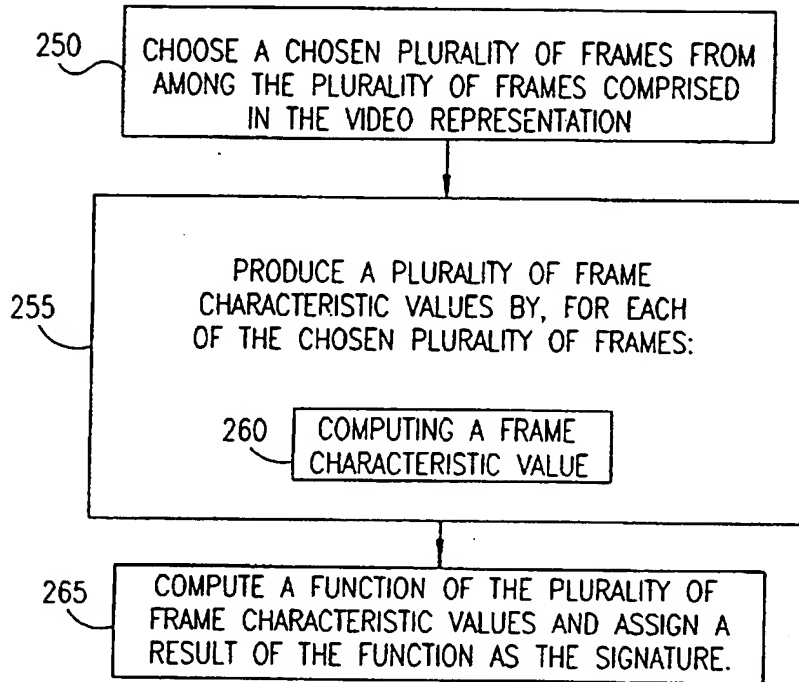 250
CHOOSE A CHOSEN PLURALITY OF FRAMES FROM
AMONG THE PLURALITY OF FRAMES COMPRISED
IN THE VIDEO REPRESENTATION
255
PRODUCE A PLURALITY OF FRAME
CHARACTERISTIC VALUES BY, FOR EACH
OF THE CHOSEN PLURALITY OF FRAMES:
260
COMPUTING A FRAME
CHARACTERISTIC VALUE
265
COMPUTE A FUNCTION OF THE PLURALITY OF
FRAME CHARACTERISTIC VALUES AND ASSIGN A
RESULT OF THE FUNCTION AS THE SIGNATURE.